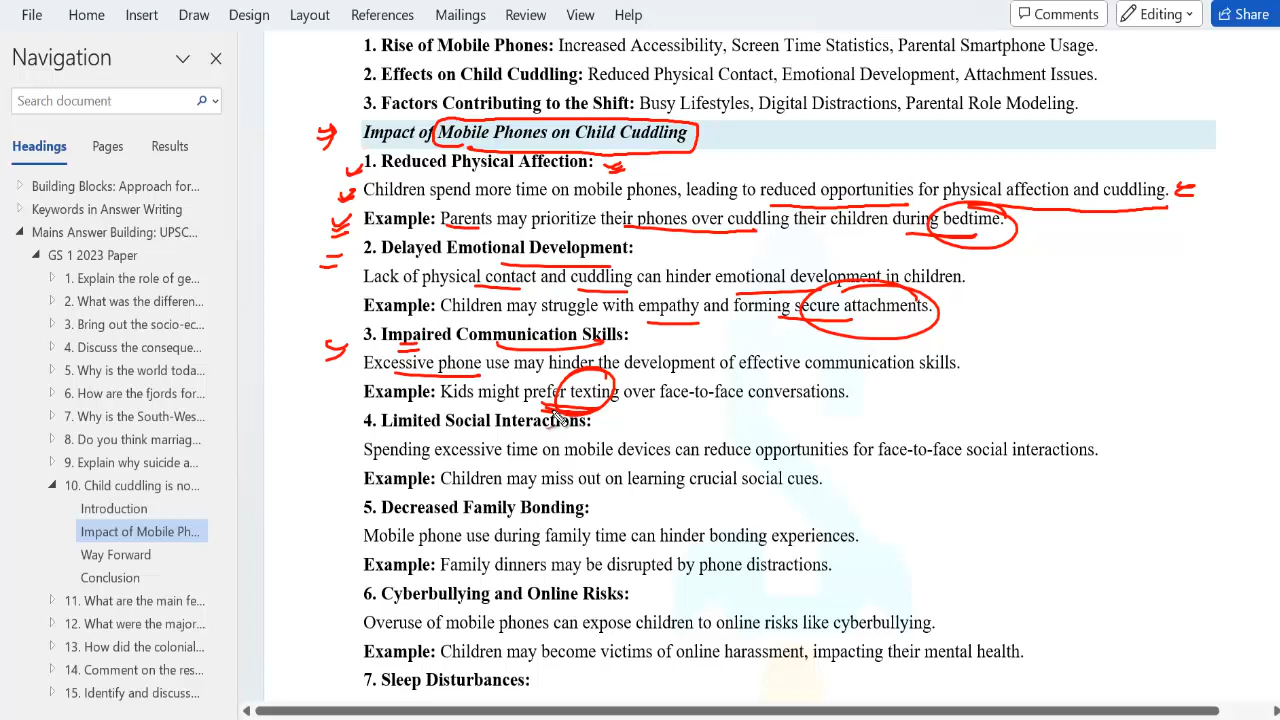 File Home Insert Draw Design Layout References Mailings Review View Help Comments Editing Share
Navigation
Search document
Headings Pages Results
Building Blocks: Approach for...
Keywords in Answer Writing
Mains Answer Building: UPSC...
GS 1 2023 Paper
1. Explain the role of ge...
2. What was the differen...
3. Bring out the socio-ec...
4. Discuss the conseque...
5. Why is the world toda...
6. How are the fjords for...
7. Why is the South-Wes...
8. Do you think marriag...
9. Explain why suicide a...
10. Child cuddling is no...
Introduction
Impact of Mobile Ph...
Way Forward
Conclusion
11. What are the main fe...
12. What were the major...
13. How did the colonial...
14. Comment on the res...
15. Identify and discuss...
1. Rise of Mobile Phones: Increased Accessibility, Screen Time Statistics, Parental Smartphone Usage.
2. Effects on Child Cuddling: Reduced Physical Contact, Emotional Development, Attachment Issues.
3. Factors Contributing to the Shift: Busy Lifestyles, Digital Distractions, Parental Role Modeling.
Impact of Mobile Phones on Child Cuddling
1. Reduced Physical Affection:
Children spend more time on mobile phones, leading to reduced opportunities for physical affection and cuddling.
Example: Parents may prioritize their phones over cuddling their children during bedtime.
2. Delayed Emotional Development:
Lack of physical contact and cuddling can hinder emotional development in children.
Example: Children may struggle with empathy and forming secure attachments.
3. Impaired Communication Skills:
Excessive phone use may hinder the development of effective communication skills.
Example: Kids might prefer texting over face-to-face conversations.
4. Limited Social Interactions:
Spending excessive time on mobile devices can reduce opportunities for face-to-face social interactions.
Example: Children may miss out on learning crucial social cues.
5. Decreased Family Bonding:
Mobile phone use during family time can hinder bonding experiences.
Example: Family dinners may be disrupted by phone distractions.
6. Cyberbullying and Online Risks:
Overuse of mobile phones can expose children to online risks like cyberbullying.
Example: Children may become victims of online harassment, impacting their mental health.
7. Sleep Disturbances: